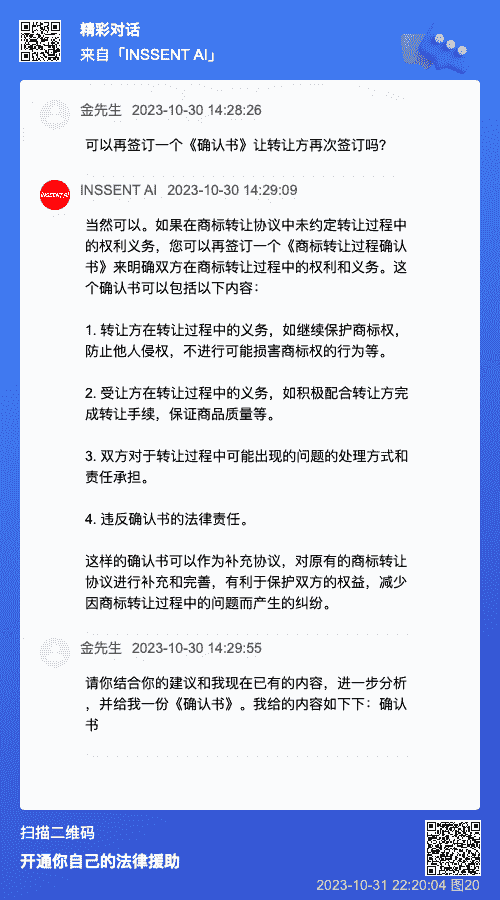 精彩对话
来自「INSSENT AI」
金先生 2023-10-30 14:28:26
可以再签订一个《确认书》让转让方再次签订吗？
INSSENT AI
INSSENT AI 2023-10-30 14:29:09
当然可以。如果在商标转让协议中未约定转让过程中
的权利义务，您可以再签订一个《商标转让过程确认
书》来明确双方在商标转让过程中的权利和义务。这
个确认书可以包括以下内容：
1. 转让方在转让过程中的义务，如继续保护商标权，
防止他人侵权，不进行可能损害商标权的行为等。
2. 受让方在转让过程中的义务，如积极配合转让方完
成转让手续，保证商品质量等。
3. 双方对于转让过程中可能出现的问题的处理方式和
责任承担。
4. 违反确认书的法律责任。
这样的确认书可以作为补充协议，对原有的商标转让
协议进行补充和完善，有利于保护双方的权益，减少
因商标转让过程中的问题而产生的纠纷。
金先生 2023-10-30 14:29:55
请你结合你的建议和我现在已有的内容，进一步分析
，并给我一份《确认书》。我给的内容如下下：确认
书
扫描二维码
开通你自己的法律援助
2023-10-31 22:20:04 图20